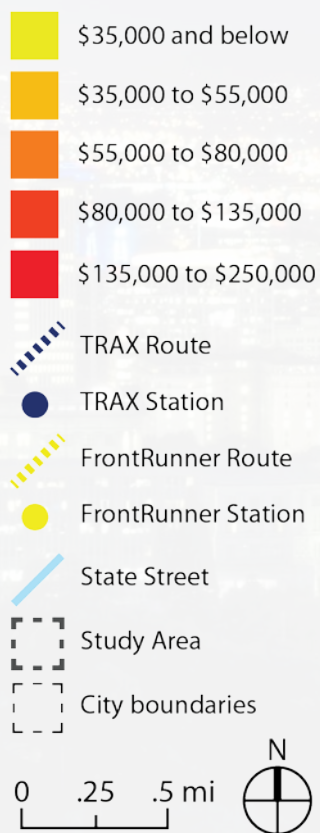 $35,000 and below
$35,000 to $55,000
$55,000 to $80,000
$80,000 to $135,000
$135,000 to $250,000
TRAX Route
TRAX Station
FrontRunner Route
FrontRunner Station
State Street
Study Area
City boundaries
N
0 .25 .5 mi